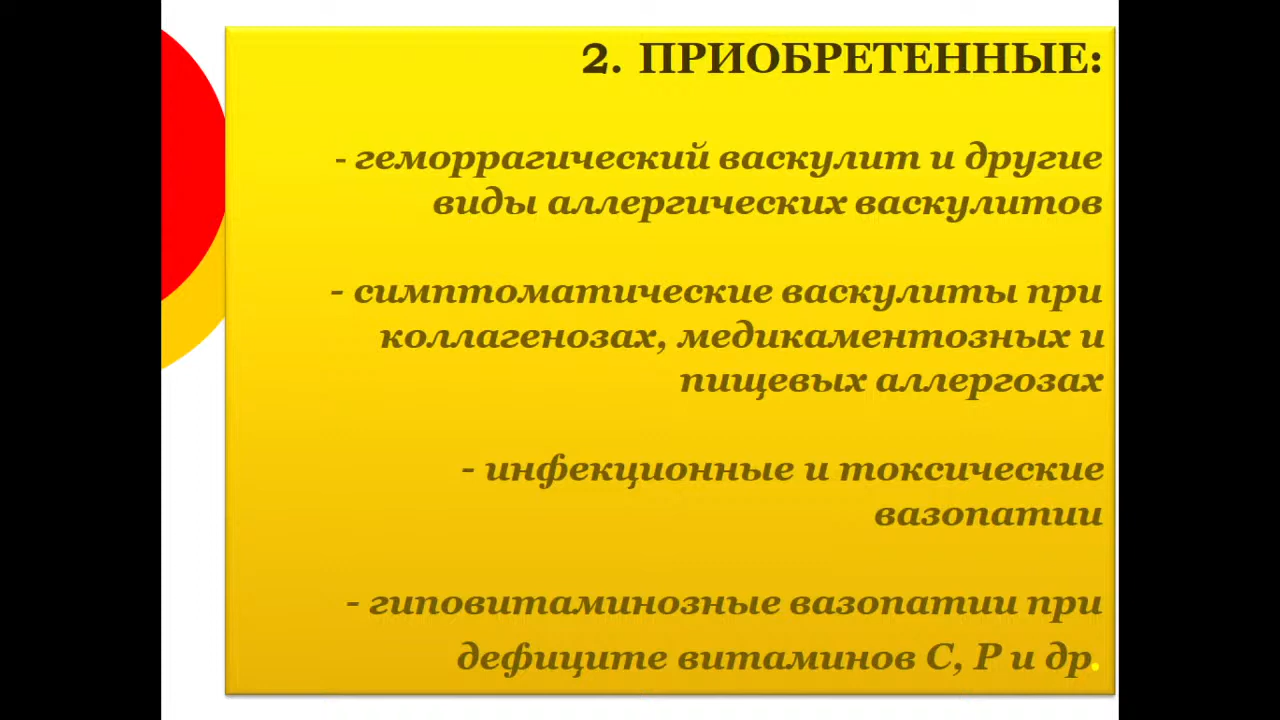 2. ПРИОБРЕТЕННЫЕ:
- геморрагический васкулит и другие
виды аллергических васкулитов
- симптоматические васкулиты при
коллагенозах, медикаментозных и
пищевых аллергозах
- инфекционные и токсические
вазопатии
- гиповитаминозные вазопатии при
дефиците витаминов С, Р и др.